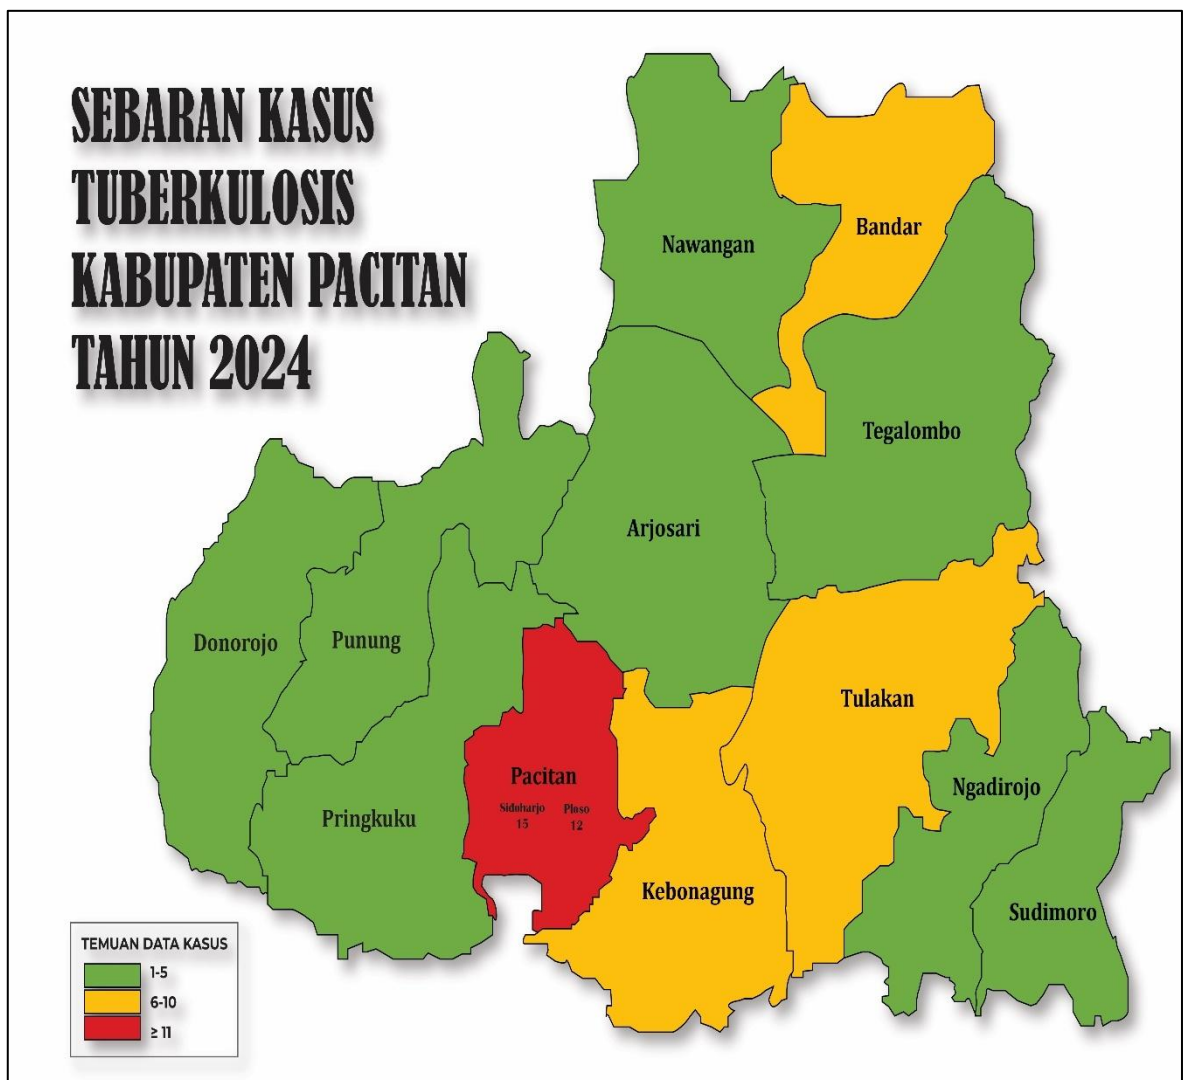 SEBARAN KASUS
TUBERKULOSIS
KABUPATEN PACITAN
TAHUN 2024
Nawangan
Bandar
Tegalombo
Arjosari
Donorojo
Punung
Tulakan
Pringkuku
Pacitan
Sidoharjo
15
Ploso
12
Ngadirojo
Kebonagung
Sudimoro
TEMUAN DATA KASUS
1-5
6-10
≥ 11